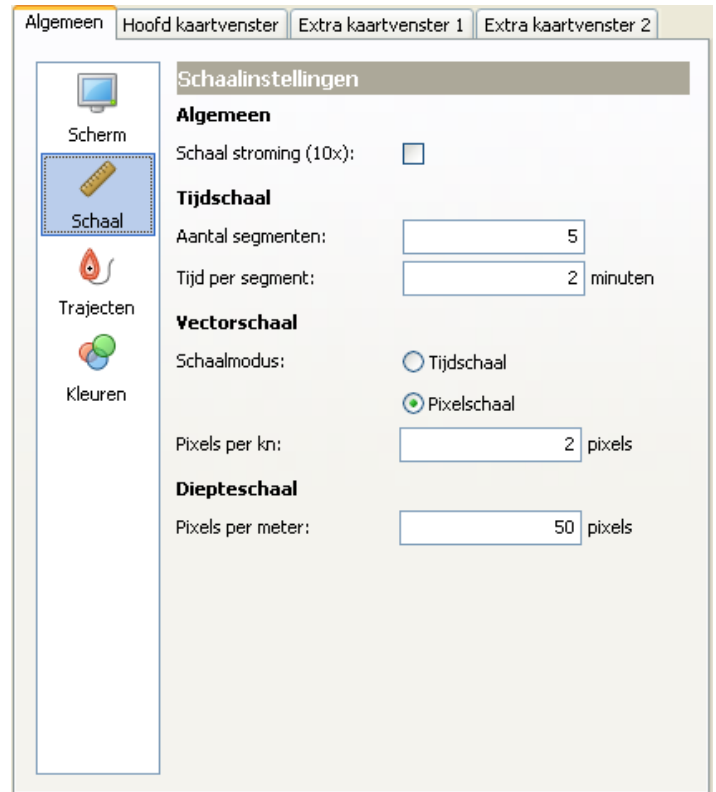 Algemeen Hoofd kaartvenster Extra kaartvenster 1 Extra kaartvenster 2
Scherm
Schaal
Trajecten
Kleuren
Schaalinstellingen
Algemeen
Schaal stroming (10x):
Tijdschaal
Aantal segmenten: 5
Tijd per segment: 2 minuten
Vectorschaal
Schaalmodus: Tijdschaal
Pixelschaal
Pixels per kn: 2 pixels
Diepteschaal
Pixels per meter: 50 pixels